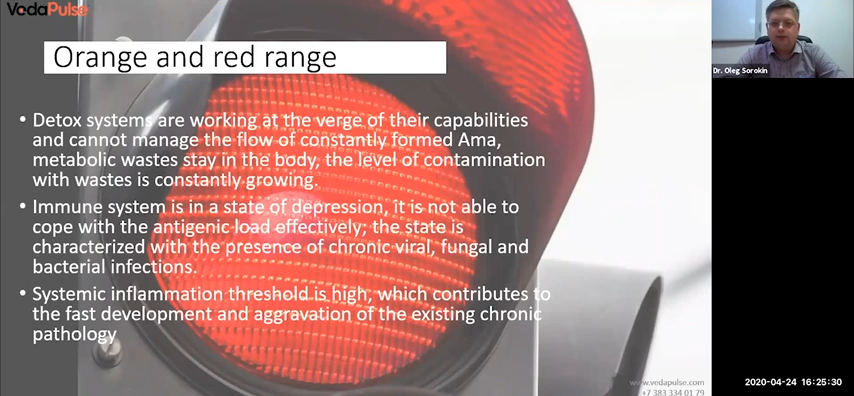 VedaPulse
Orange and red range
• Detox systems are working at the verge of their capabilities
and cannot manage the flow of constantly formed Ama,
metabolic wastes stay in the body, the level of contamination
with wastes is constantly growing.
• Immune system is in a state of depression, it is not able to
cope with the antigenic load effectively; the state is
characterized with the presence of chronic viral, fungal and
bacterial infections.
• Systemic inflammation threshold is high, which contributes to
the fast development and aggravation of the existing chronic
pathology
www.vedapulse.com
+7 383 334 01 79
Dr. Oleg Sorokin
2020-04-24 16:25:30